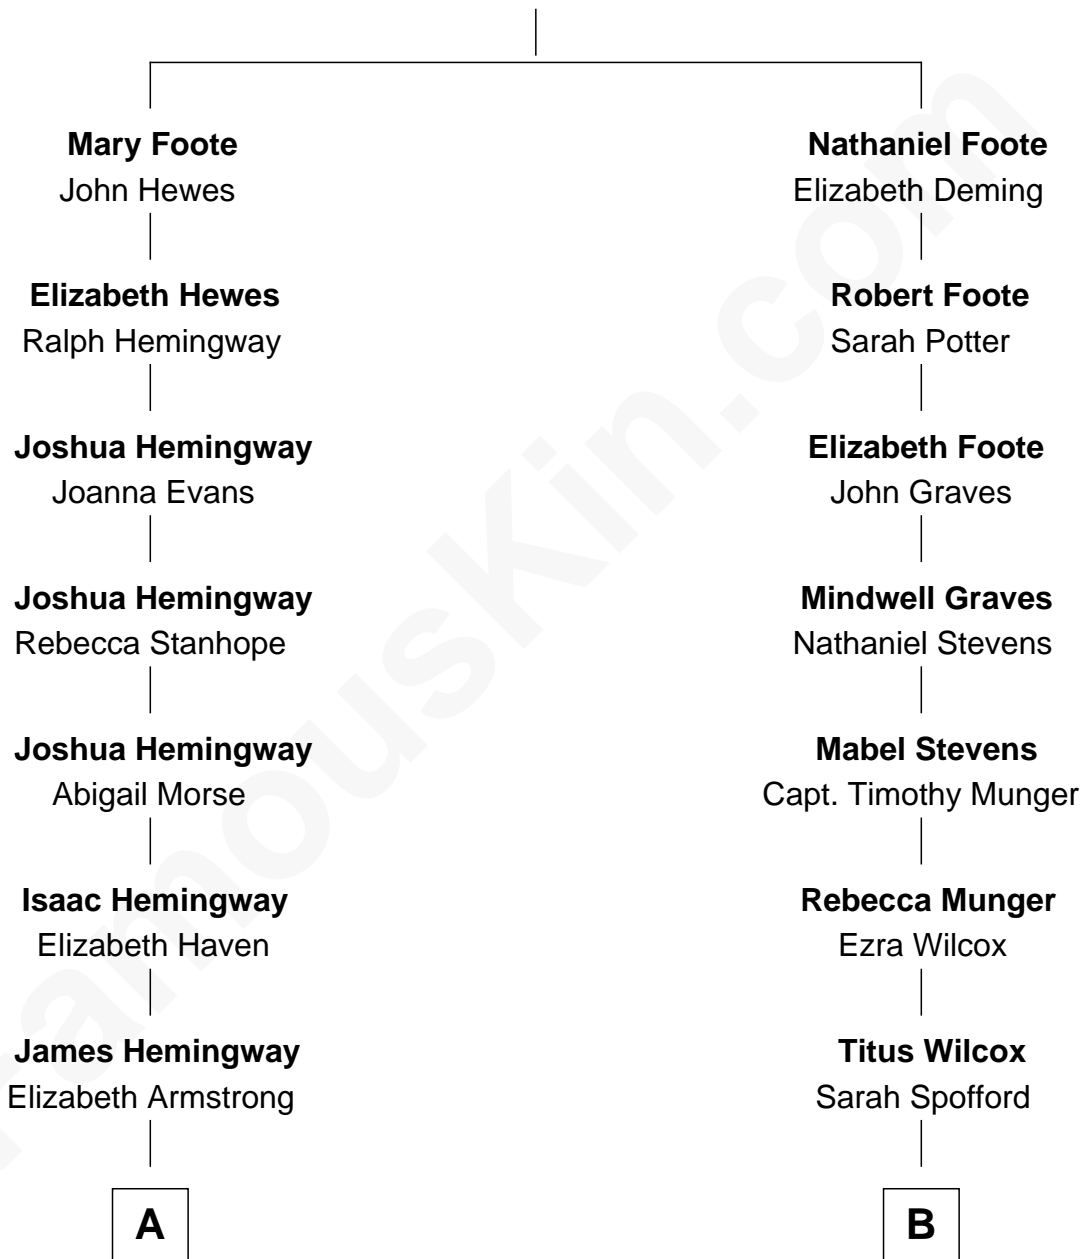 Mary Foote
John Hewes
Elizabeth Hewes
Ralph Hemingway
Joshua Hemingway
Joanna Evans
Joshua Hemingway
Rebecca Stanhope
Joshua Hemingway
Abigail Morse
Isaac Hemingway
Elizabeth Haven
James Hemingway
Elizabeth Armstrong
A
Nathaniel Foote
Elizabeth Deming
Robert Foote
Sarah Potter
Elizabeth Foote
John Graves
Mindwell Graves
Nathaniel Stevens
Mabel Stevens
Capt. Timothy Munger
Rebecca Munger
Ezra Wilcox
Titus Wilcox
Sarah Spofford
B
famousKin.com